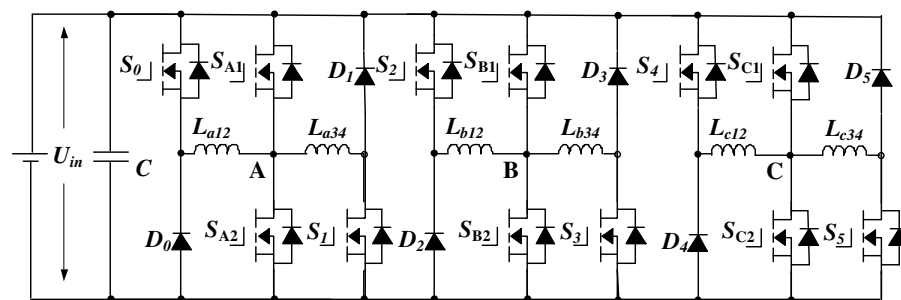 S0 SA1 D1 S2 SB1 D3 S4 SC1 D5
La12 La34 Lb12 Lb34 Lc12 Lc34
Uin C A B C
D0 SA2 S1 D2 SB2 S3 D4 SC2 S5